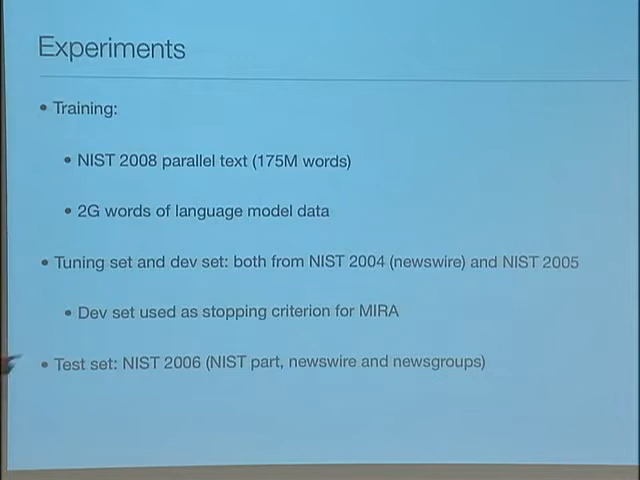 Experiments
• Training:
• NIST 2008 parallel text (175M words)
• 2G words of language model data
• Tuning set and dev set: both from NIST 2004 (newswire) and NIST 2005
• Dev set used as stopping criterion for MIRA
• Test set: NIST 2006 (NIST part, newswire and newsgroups)